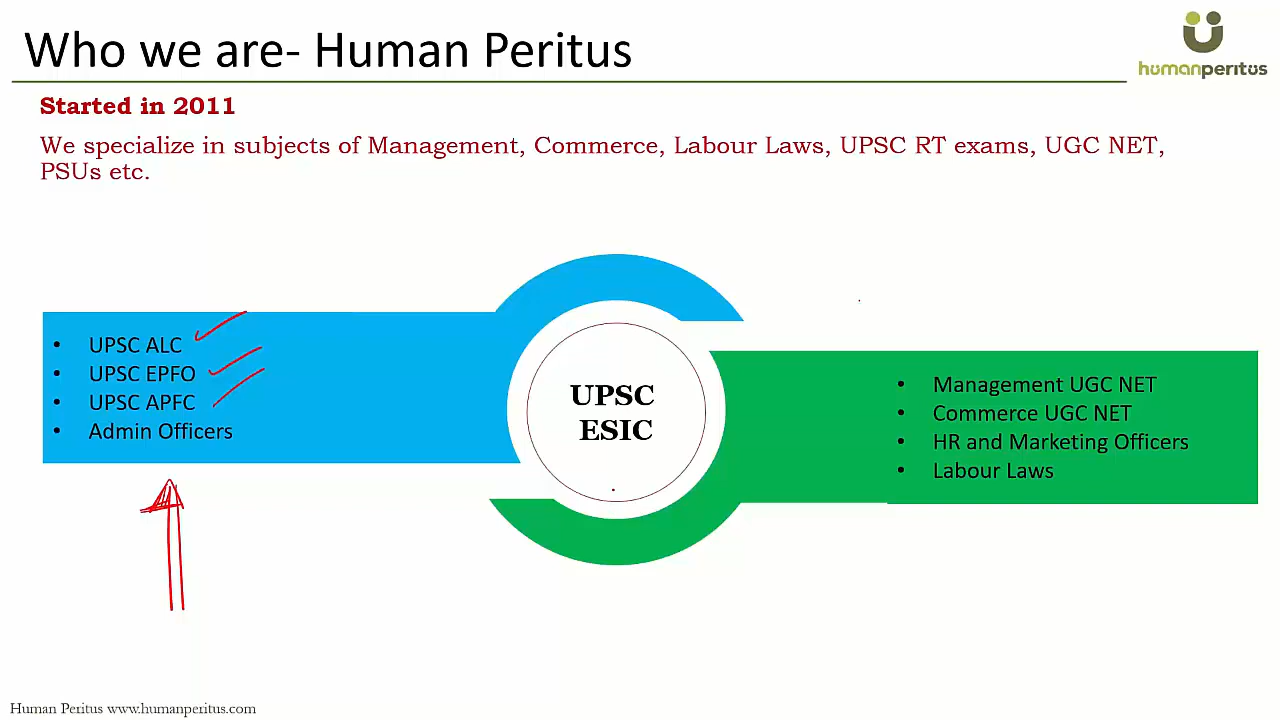 Who we are- Human Peritus
humanperitus
Started in 2011
We specialize in subjects of Management, Commerce, Labour Laws, UPSC RT exams, UGC NET,
PSUs etc.
• UPSC ALC
• UPSC EPFO
• UPSC APFC
• Admin Officers
UPSC
ESIC
• Management UGC NET
• Commerce UGC NET
• HR and Marketing Officers
• Labour Laws
Human Peritus www.humanperitus.com